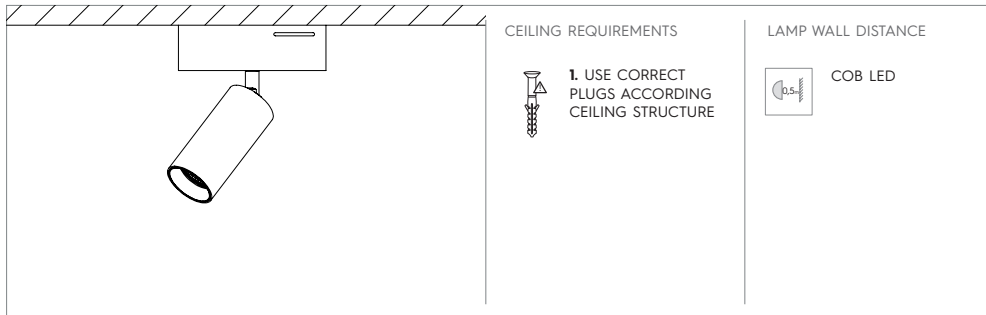 CEILING REQUIREMENTS
1. USE CORRECT
PLUGS ACCORDING
CEILING STRUCTURE
LAMP WALL DISTANCE
0,5m
COB LED